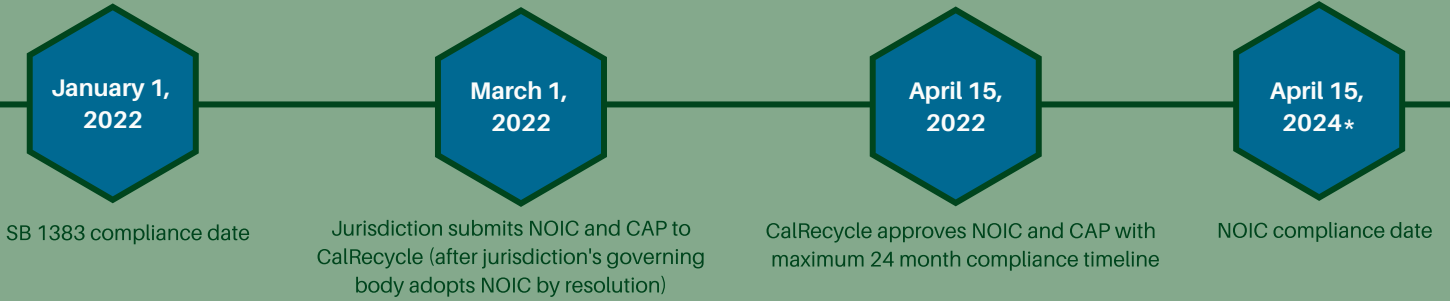 January 1,
2022
SB 1383 compliance date
March 1,
2022
Jurisdiction submits NOIC and CAP to
CalRecycle (after jurisdiction's governing
body adopts NOIC by resolution)
April 15,
2022
CalRecycle approves NOIC and CAP with
maximum 24 month compliance timeline
April 15,
2024*
NOIC compliance date